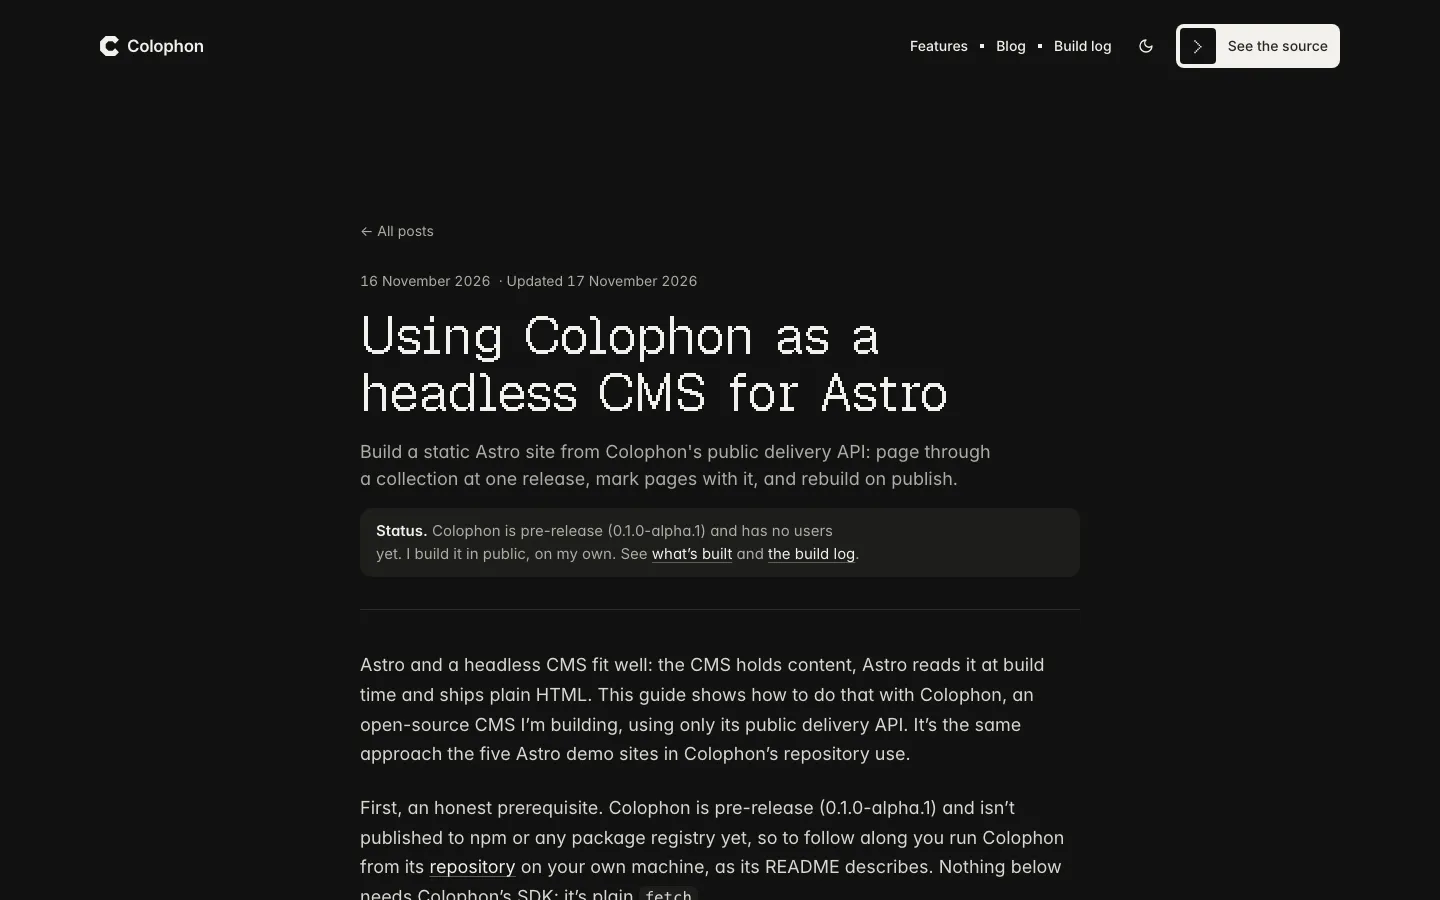 Colophon
Features
Blog
Build log
See the source
← All posts
16 November 2026 · Updated 17 November 2026
Using Colophon as a
headless CMS for Astro
Build a static Astro site from Colophon's public delivery API: page through
a collection at one release, mark pages with it, and rebuild on publish.
Status. Colophon is pre-release (0.1.0-alpha.1) and has no users
yet. I build it in public, on my own. See what’s built and the build log.
Astro and a headless CMS fit well: the CMS holds content, Astro reads it at build
time and ships plain HTML. This guide shows how to do that with Colophon, an
open-source CMS I’m building, using only its public delivery API. It’s the same
approach the five Astro demo sites in Colophon’s repository use.
First, an honest prerequisite. Colophon is pre-release (0.1.0-alpha.1) and isn’t
published to npm or any package registry yet, so to follow along you run Colophon
from its repository on your own machine, as its README describes. Nothing below
needs Colophon’s SDK: it’s plain fetch